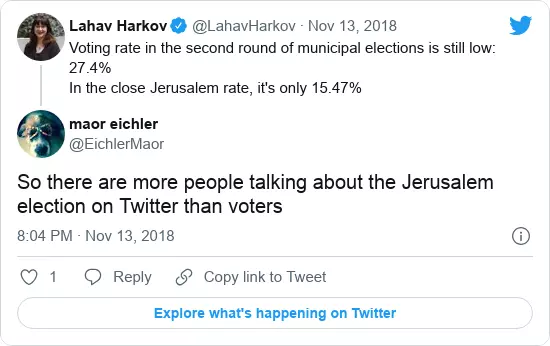 Lahav Harkov @LahavHarkov · Nov 13, 2018
Voting rate in the second round of municipal elections is still low:
27.4%
In the close Jerusalem rate, it's only 15.47%
maor eichler
@EichlerMaor
So there are more people talking about the Jerusalem
election on Twitter than voters
8:04 PM · Nov 13, 2018
1 Reply Copy link to Tweet
Explore what's happening on Twitter